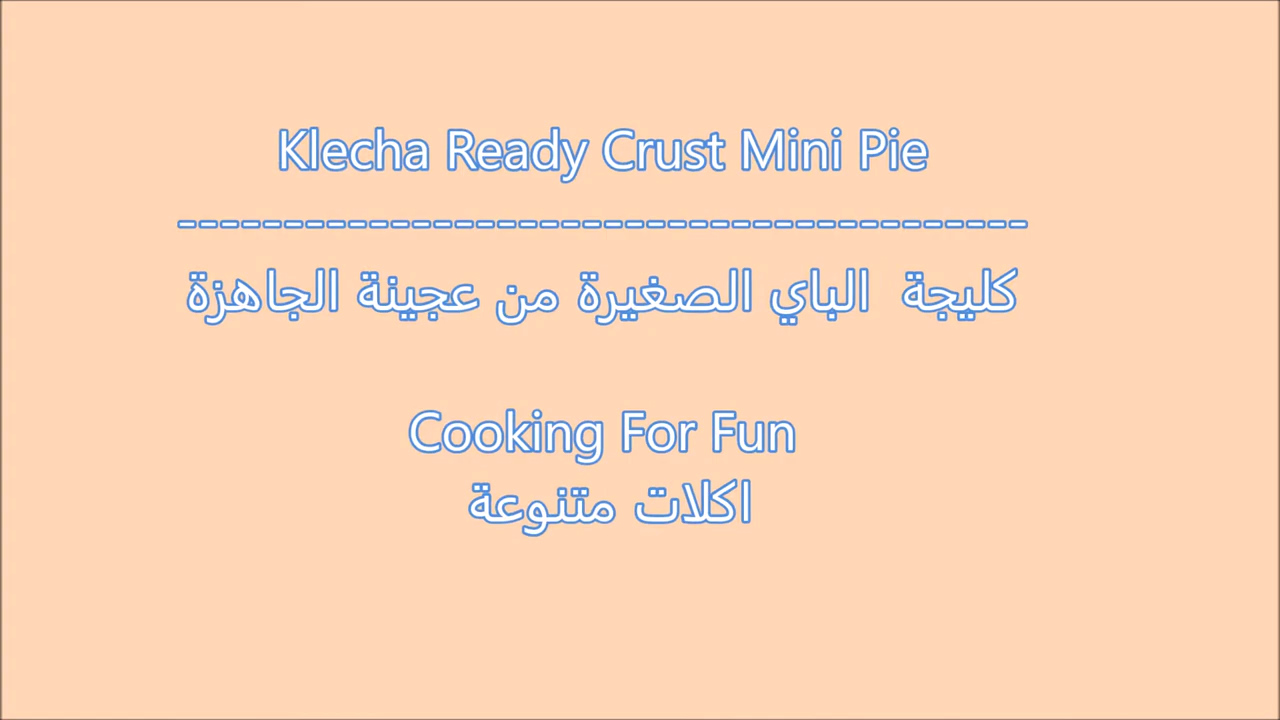 Klecha Ready Crust Mini Pie
----------------------------------------
كليجة  الباي الصغيرة من عجينة الجاهزة
Cooking For Fun
اكلات متنوعة